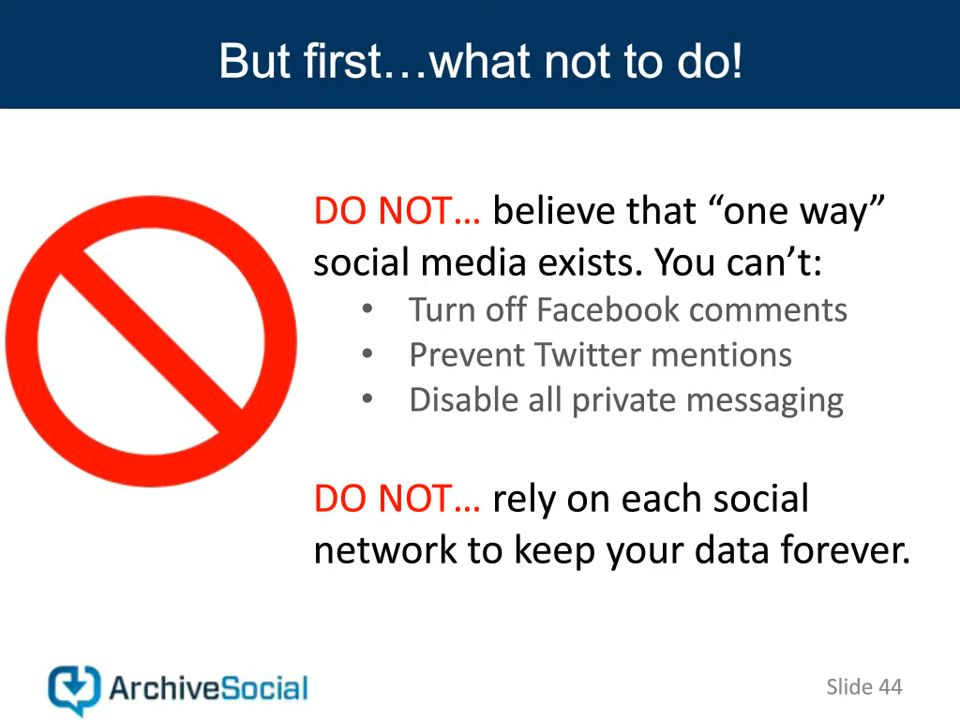 But first…what not to do!
DO NOT… believe that “one way”
social media exists. You can’t:
• Turn off Facebook comments
• Prevent Twitter mentions
• Disable all private messaging
DO NOT… rely on each social
network to keep your data forever.
ArchiveSocial
Slide 44